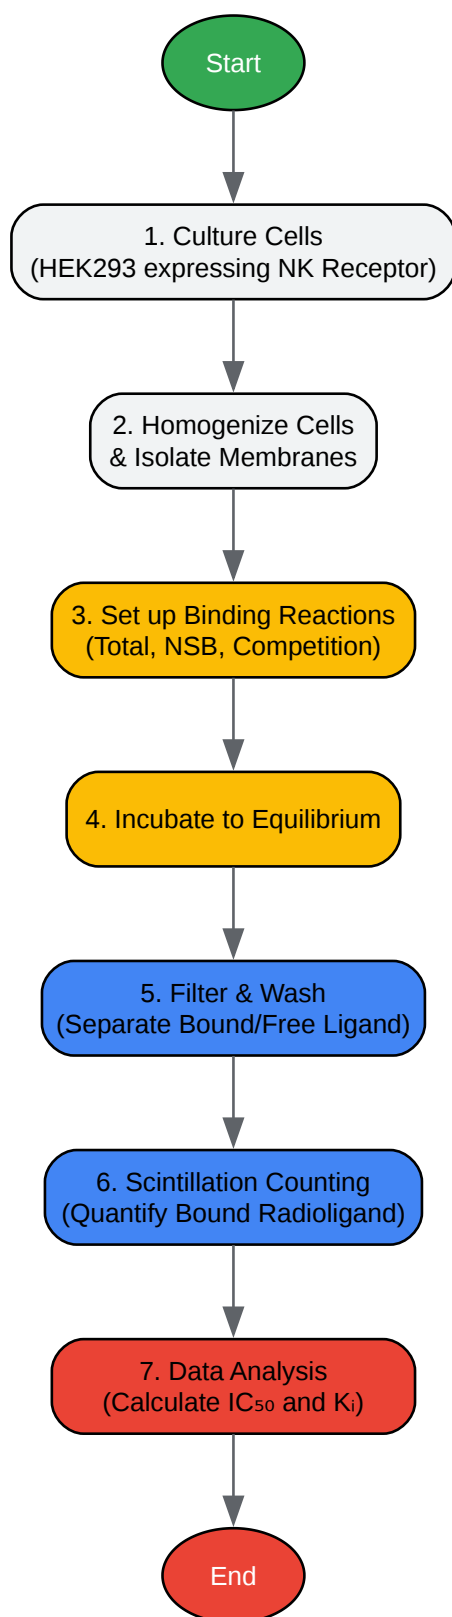 Start
1. Culture Cells
(HEK293 expressing NK Receptor)
2. Homogenize Cells
& Isolate Membranes
3. Set up Binding Reactions
(Total, NSB, Competition)
4. Incubate to Equilibrium
5. Filter & Wash
(Separate Bound/Free Ligand)
6. Scintillation Counting
(Quantify Bound Radioligand)
7. Data Analysis
(Calculate IC₅₀ and Kᵢ)
End